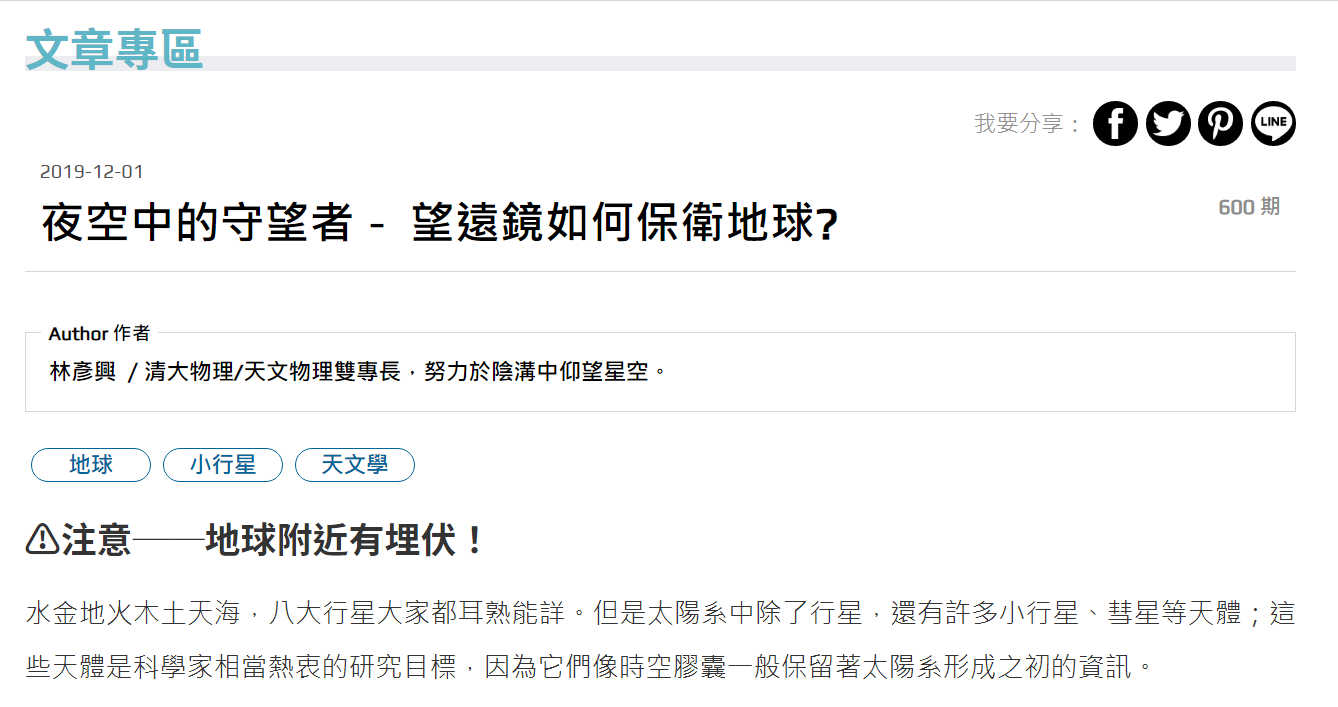 文章專區
我要分享：
LINE
2019-12-01
夜空中的守望者－ 望遠鏡如何保衛地球?
600 期
Author 作者
林彥興 / 清大物理/天文物理雙專長，努力於陰溝中仰望星空。
地球 小行星 天文學
⚠注意──地球附近有埋伏！
水金地火木土天海，八大行星大家都耳熟能詳。但是太陽系中除了行星，還有許多小行星、彗星等天體；這
些天體是科學家相當熱衷的研究目標，因為它們像時空膠囊一般保留著太陽系形成之初的資訊。